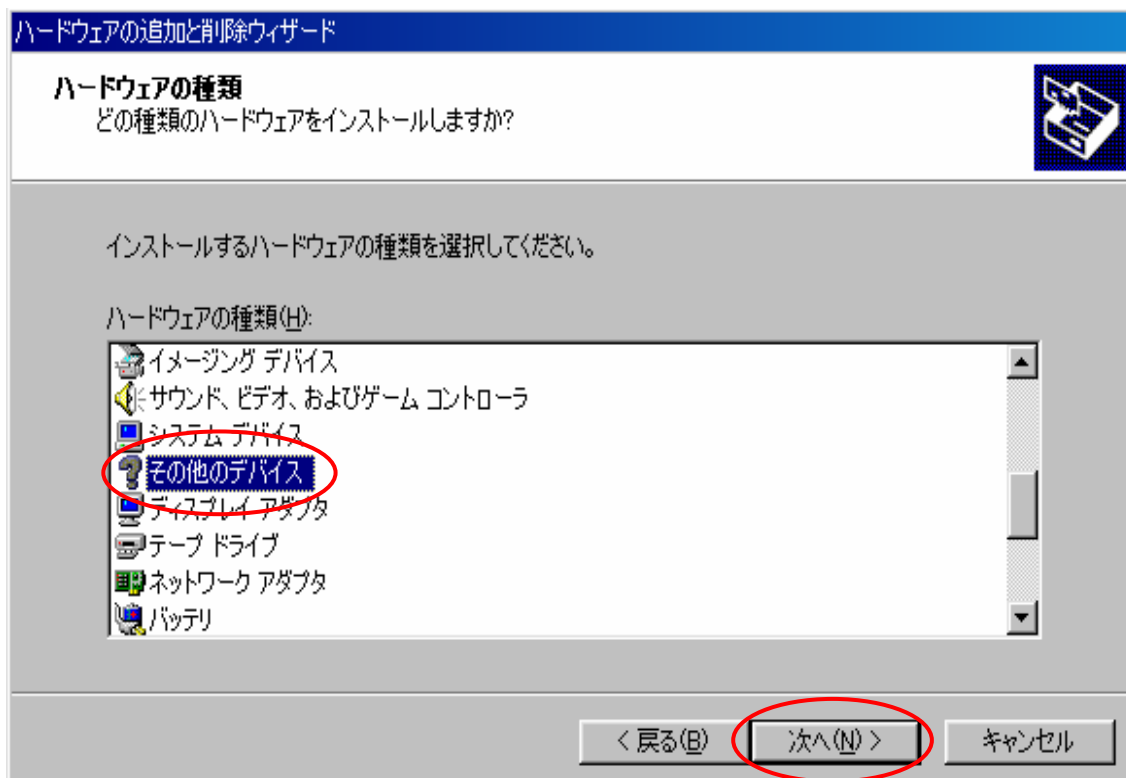 ハードウェアの追加と削除ウィザード
ハードウェアの種類
どの種類のハードウェアをインストールしますか?
インストールするハードウェアの種類を選択してください。
ハードウェアの種類(H):
イメージング デバイス
サウンド、ビデオ、およびゲーム コントローラ
システム デバイス
その他のデバイス
ディスプレイ アダプタ
テープ ドライブ
ネットワーク アダプタ
バッテリ
< 戻る(B) 次へ(N) > キャンセル